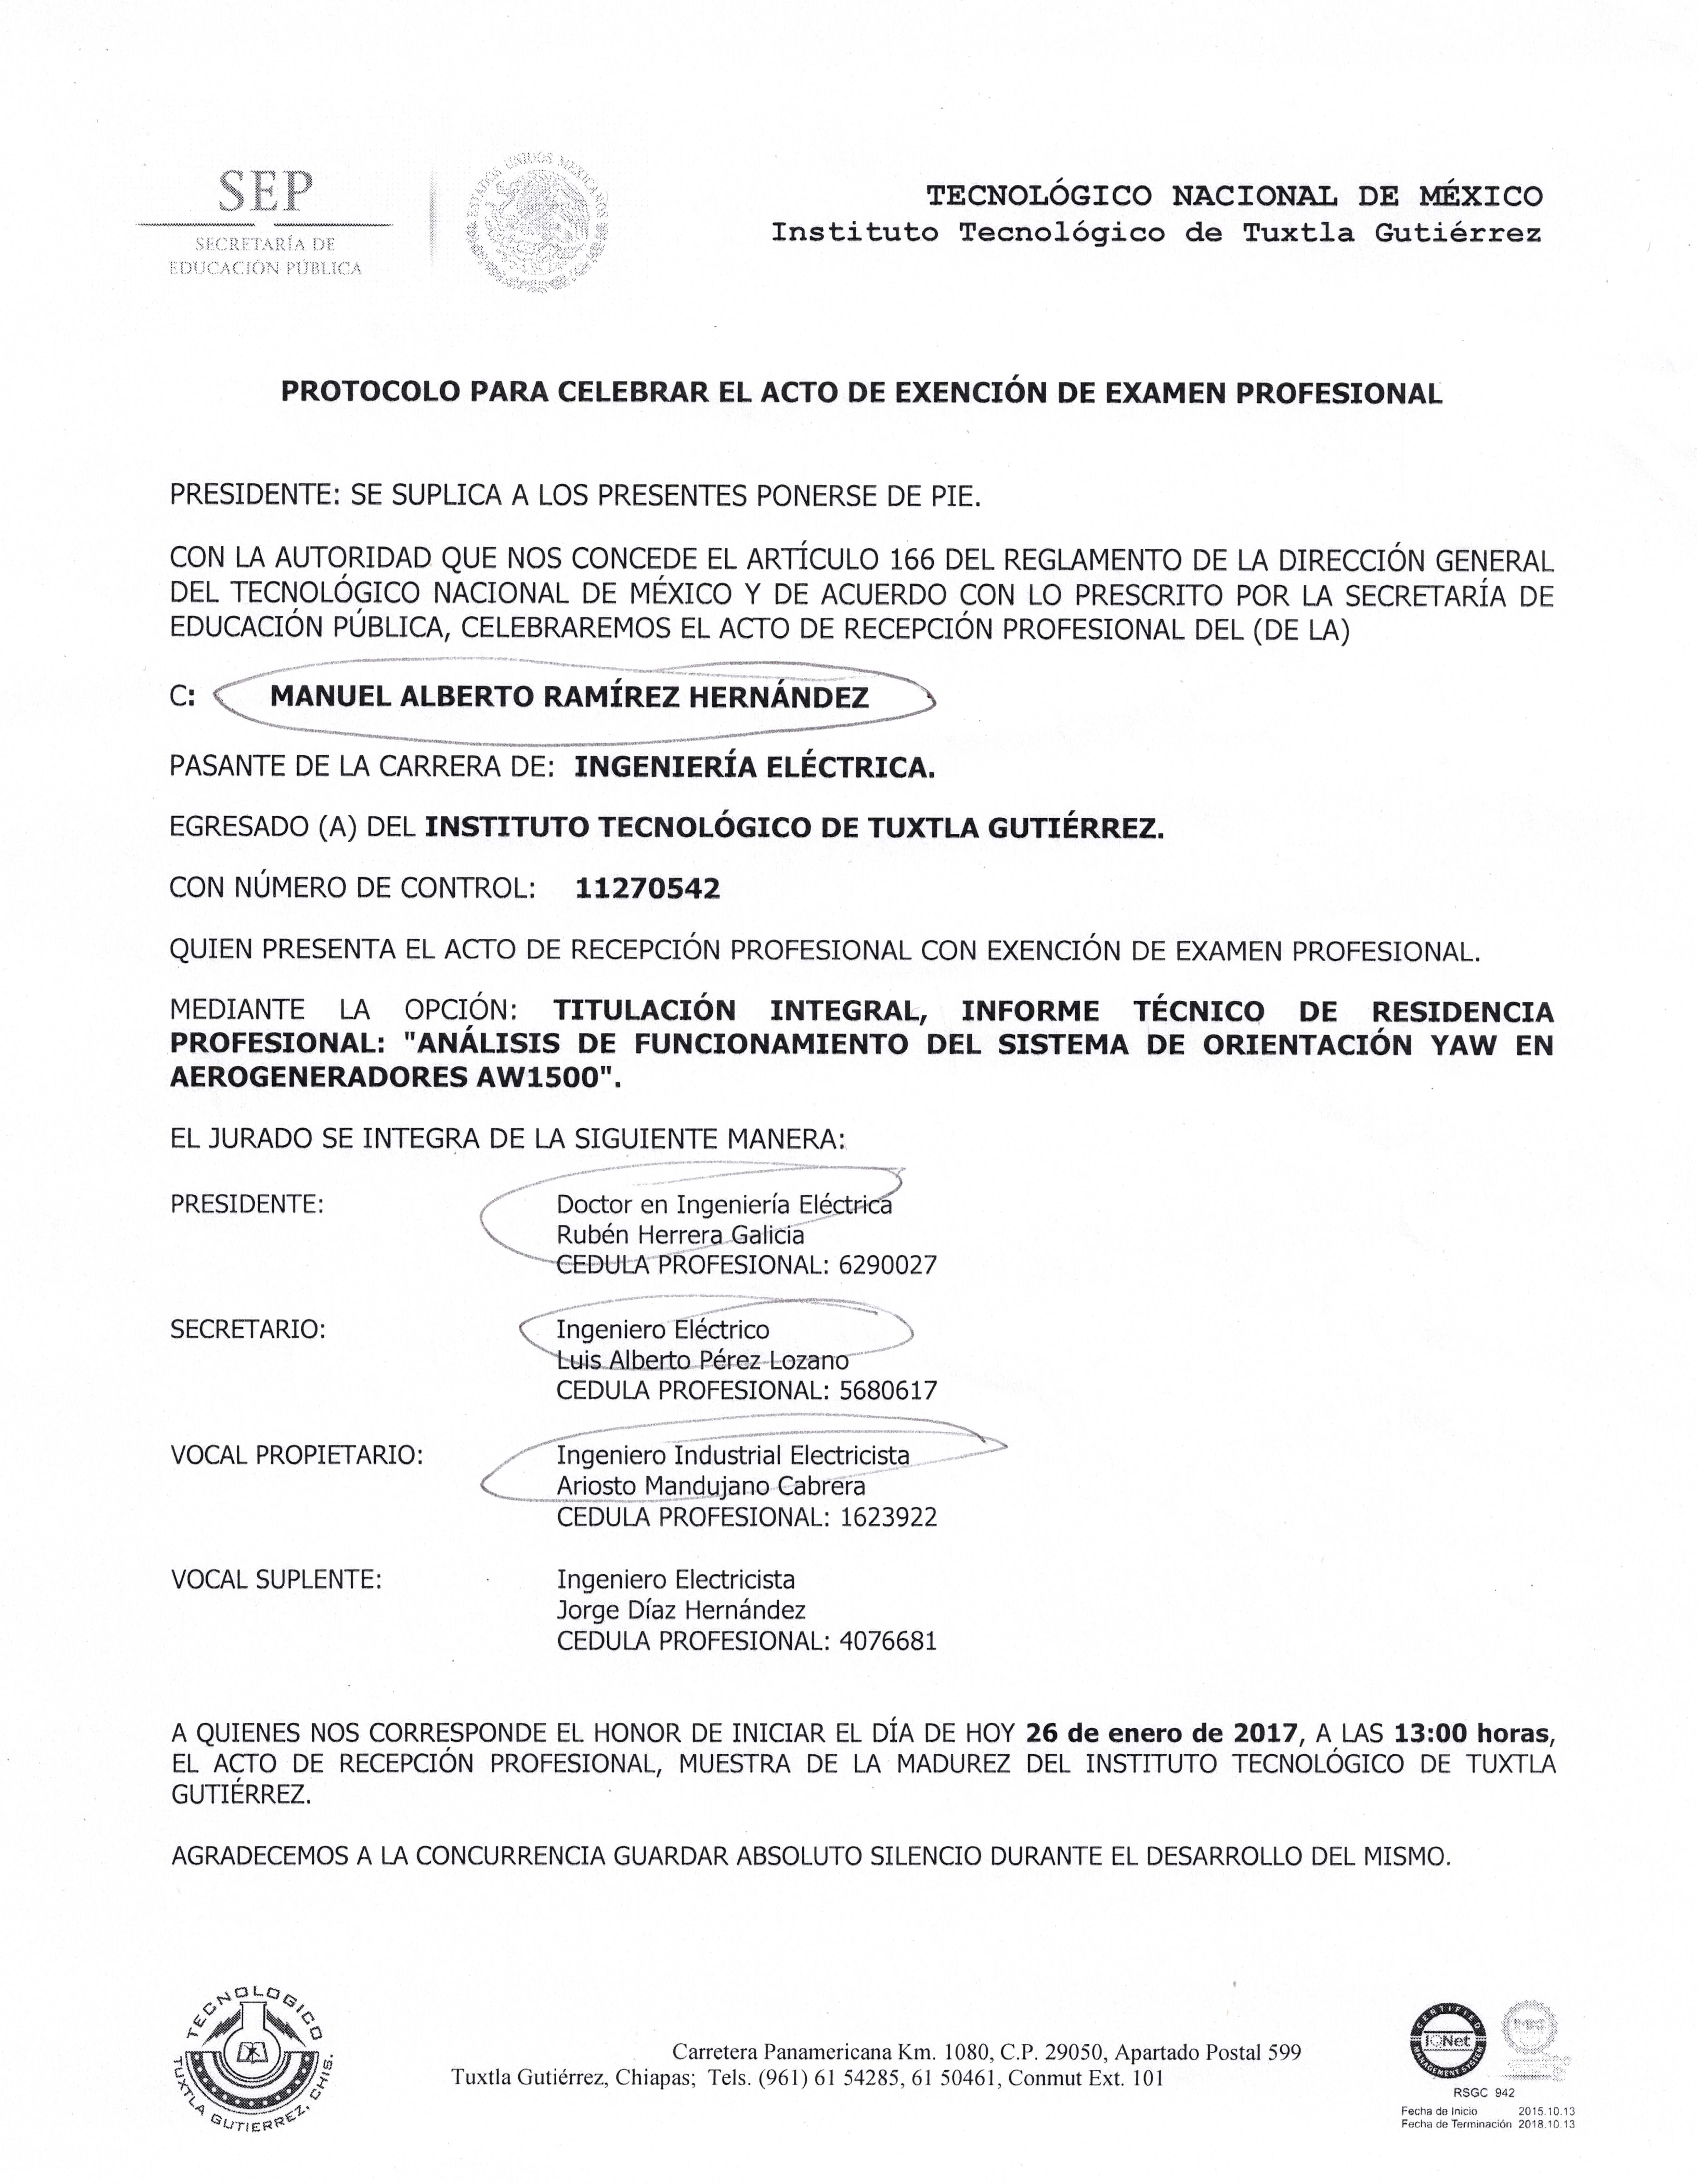 SEP
SECRETARÍA DE
EDUCACIÓN PÚBLICA
ESTADOS UNIDOS MEXICANOS
TECNOLÓGICO NACIONAL DE MÉXICO
Instituto Tecnológico de Tuxtla Gutiérrez
PROTOCOLO PARA CELEBRAR EL ACTO DE EXENCIÓN DE EXAMEN PROFESIONAL
PRESIDENTE: SE SUPLICA A LOS PRESENTES PONERSE DE PIE.
CON LA AUTORIDAD QUE NOS CONCEDE EL ARTÍCULO 166 DEL REGLAMENTO DE LA DIRECCIÓN GENERAL
DEL TECNOLÓGICO NACIONAL DE MÉXICO Y DE ACUERDO CON LO PRESCRITO POR LA SECRETARÍA DE
EDUCACIÓN PÚBLICA, CELEBRAREMOS EL ACTO DE RECEPCIÓN PROFESIONAL DEL (DE LA)
C: MANUEL ALBERTO RAMÍREZ HERNÁNDEZ
PASANTE DE LA CARRERA DE: INGENIERÍA ELÉCTRICA.
EGRESADO (A) DEL INSTITUTO TECNOLÓGICO DE TUXTLA GUTIÉRREZ.
CON NÚMERO DE CONTROL: 11270542
QUIEN PRESENTA EL ACTO DE RECEPCIÓN PROFESIONAL CON EXENCIÓN DE EXAMEN PROFESIONAL.
MEDIANTE LA OPCIÓN: TITULACIÓN INTEGRAL, INFORME TÉCNICO DE RESIDENCIA
PROFESIONAL: "ANÁLISIS DE FUNCIONAMIENTO DEL SISTEMA DE ORIENTACIÓN YAW EN
AEROGENERADORES AW1500".
EL JURADO SE INTEGRA DE LA SIGUIENTE MANERA:
PRESIDENTE: Doctor en Ingeniería Eléctrica
Rubén Herrera Galicia
CEDULA PROFESIONAL: 6290027
SECRETARIO: Ingeniero Eléctrico
Luis Alberto Pérez Lozano
CEDULA PROFESIONAL: 5680617
VOCAL PROPIETARIO: Ingeniero Industrial Electricista
Ariosto Mandujano Cabrera
CEDULA PROFESIONAL: 1623922
VOCAL SUPLENTE: Ingeniero Electricista
Jorge Díaz Hernández
CEDULA PROFESIONAL: 4076681
A QUIENES NOS CORRESPONDE EL HONOR DE INICIAR EL DÍA DE HOY 26 de enero de 2017, A LAS 13:00 horas,
EL ACTO DE RECEPCIÓN PROFESIONAL, MUESTRA DE LA MADUREZ DEL INSTITUTO TECNOLÓGICO DE TUXTLA
GUTIÉRREZ.
AGRADECEMOS A LA CONCURRENCIA GUARDAR ABSOLUTO SILENCIO DURANTE EL DESARROLLO DEL MISMO.
TECNOLOGICO
TUXTLA GUTIERREZ, CHIS.
Carretera Panamericana Km. 1080, C.P. 29050, Apartado Postal 599
Tuxtla Gutiérrez, Chiapas; Tels. (961) 61 54285, 61 50461, Conmut Ext. 101
CERTIFIED
IQNet
MANAGEMENT SYSTEM
RSGC 942
Fecha de Inicio 2015.10.13
Fecha de Terminación 2018.10.13